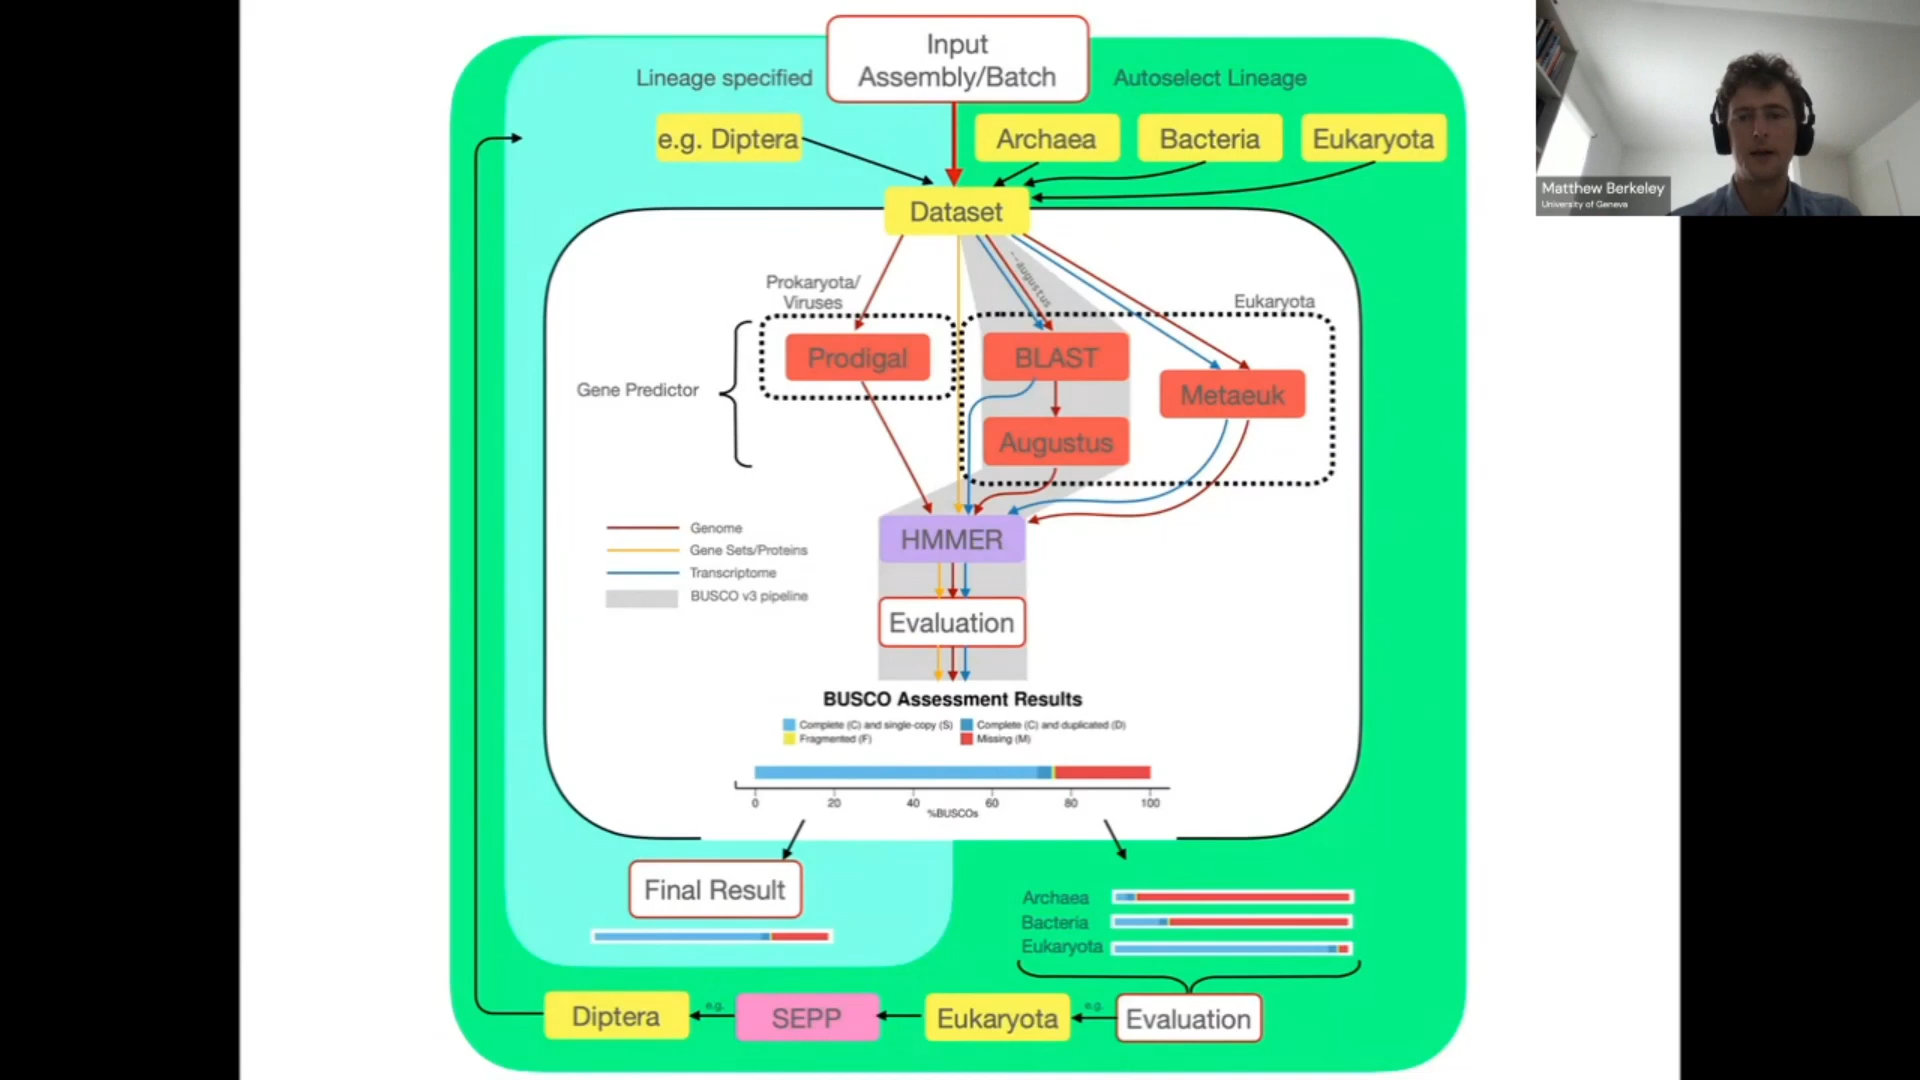 Input
Assembly/Batch
Lineage specified
Autoselect Lineage
e.g. Diptera
Archaea
Bacteria
Eukaryota
Matthew Berkeley
University of Geneva
Dataset
--augustus
Prokaryota/
Viruses
Eukaryota
Prodigal
BLAST
Metaeuk
Gene Predictor
Augustus
HMMER
Genome
Gene Sets/Proteins
Transcriptome
BUSCO v3 pipeline
Evaluation
BUSCO Assessment Results
Complete (C) and single-copy (S)
Complete (C) and duplicated (D)
Fragmented (F)
Missing (M)
0 20 40 60 80 100
%BUSCOs
Final Result
Archaea
Bacteria
Eukaryota
Diptera
e.g.
SEPP
Eukaryota
e.g.
Evaluation